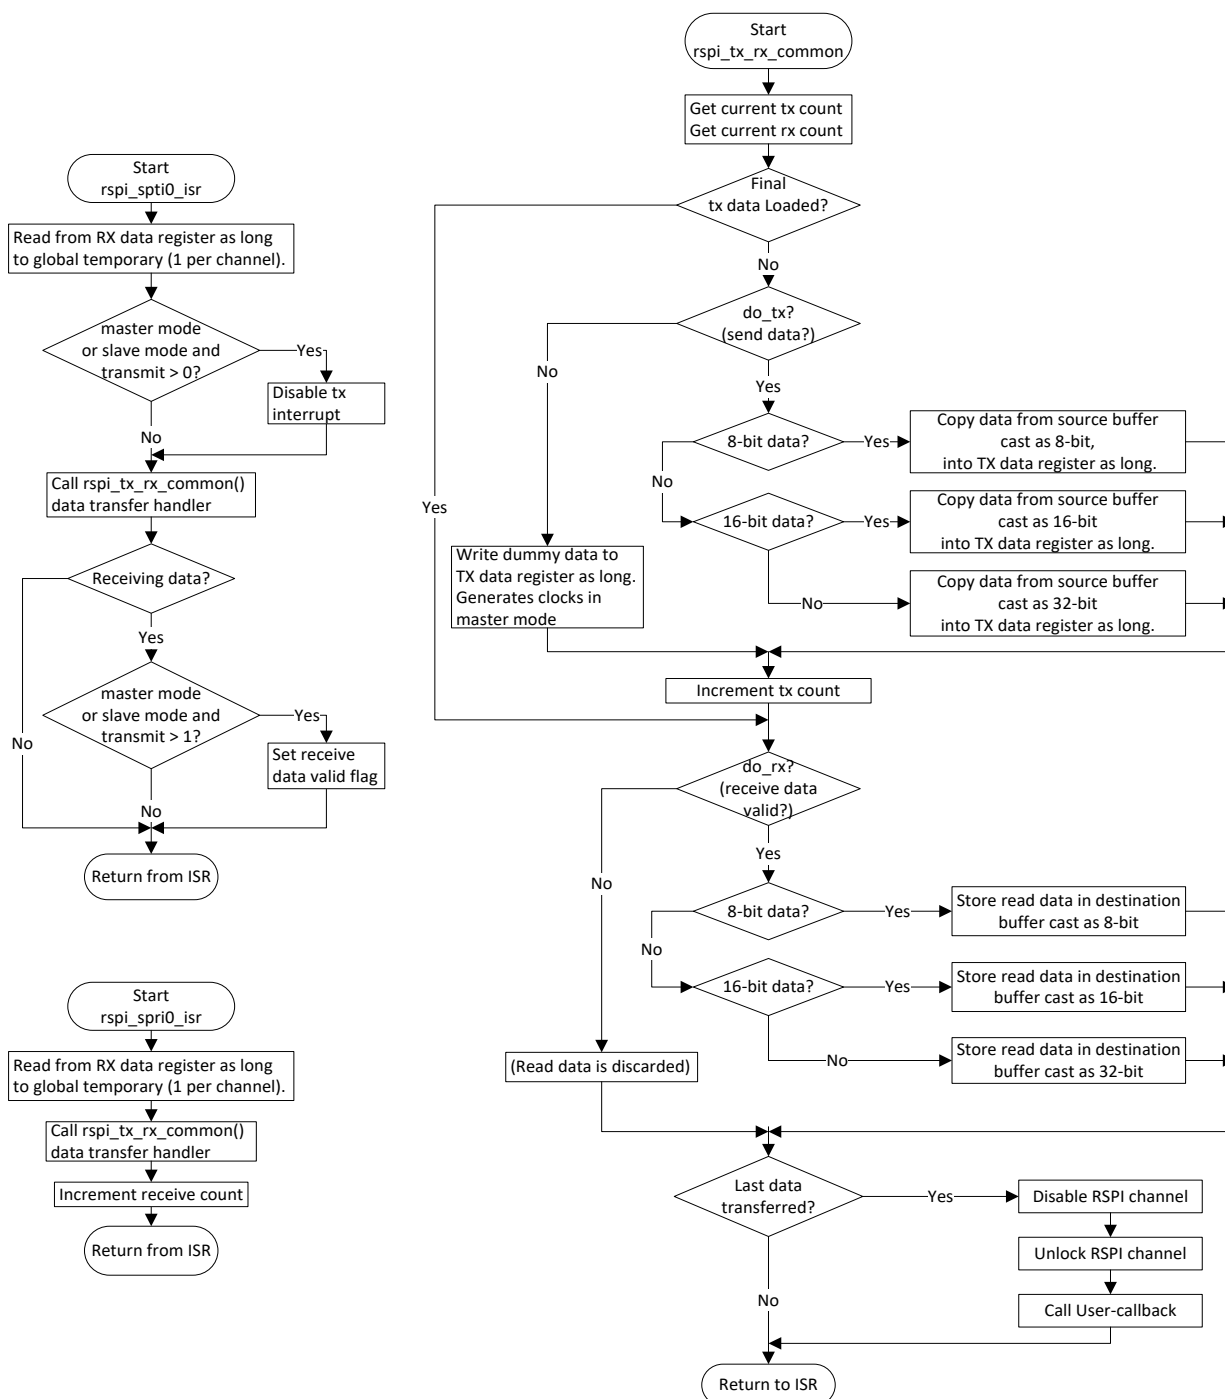 Start
rspi_spti0_isr
Read from RX data register as long
to global temporary (1 per channel).
master mode
or slave mode and
transmit > 0?
Yes
Disable tx
interrupt
No
Call rspi_tx_rx_common()
data transfer handler
Receiving data?
Yes
master mode
or slave mode and
transmit > 1?
Yes
No
Set receive
data valid flag
No
Return from ISR
Start
rspi_spri0_isr
Read from RX data register as long
to global temporary (1 per channel).
Call rspi_tx_rx_common()
data transfer handler
Increment receive count
Return from ISR
Start
rspi_tx_rx_common
Get current tx count
Get current rx count
Final
tx data Loaded?
No
Yes
do_tx?
(send data?)
No
Yes
8-bit data?
Yes
Copy data from source buffer
cast as 8-bit,
into TX data register as long.
No
16-bit data?
Yes
Copy data from source buffer
cast as 16-bit
into TX data register as long.
No
Copy data from source buffer
cast as 32-bit
into TX data register as long.
Write dummy data to
TX data register as long.
Generates clocks in
master mode
Increment tx count
do_rx?
(receive data
valid?)
No
Yes
8-bit data?
Yes
Store read data in destination
buffer cast as 8-bit
No
16-bit data?
Yes
Store read data in destination
buffer cast as 16-bit
No
Store read data in destination
buffer cast as 32-bit
(Read data is discarded)
Last data
transferred?
Yes
Disable RSPI channel
Unlock RSPI channel
Call User-callback
No
Return to ISR